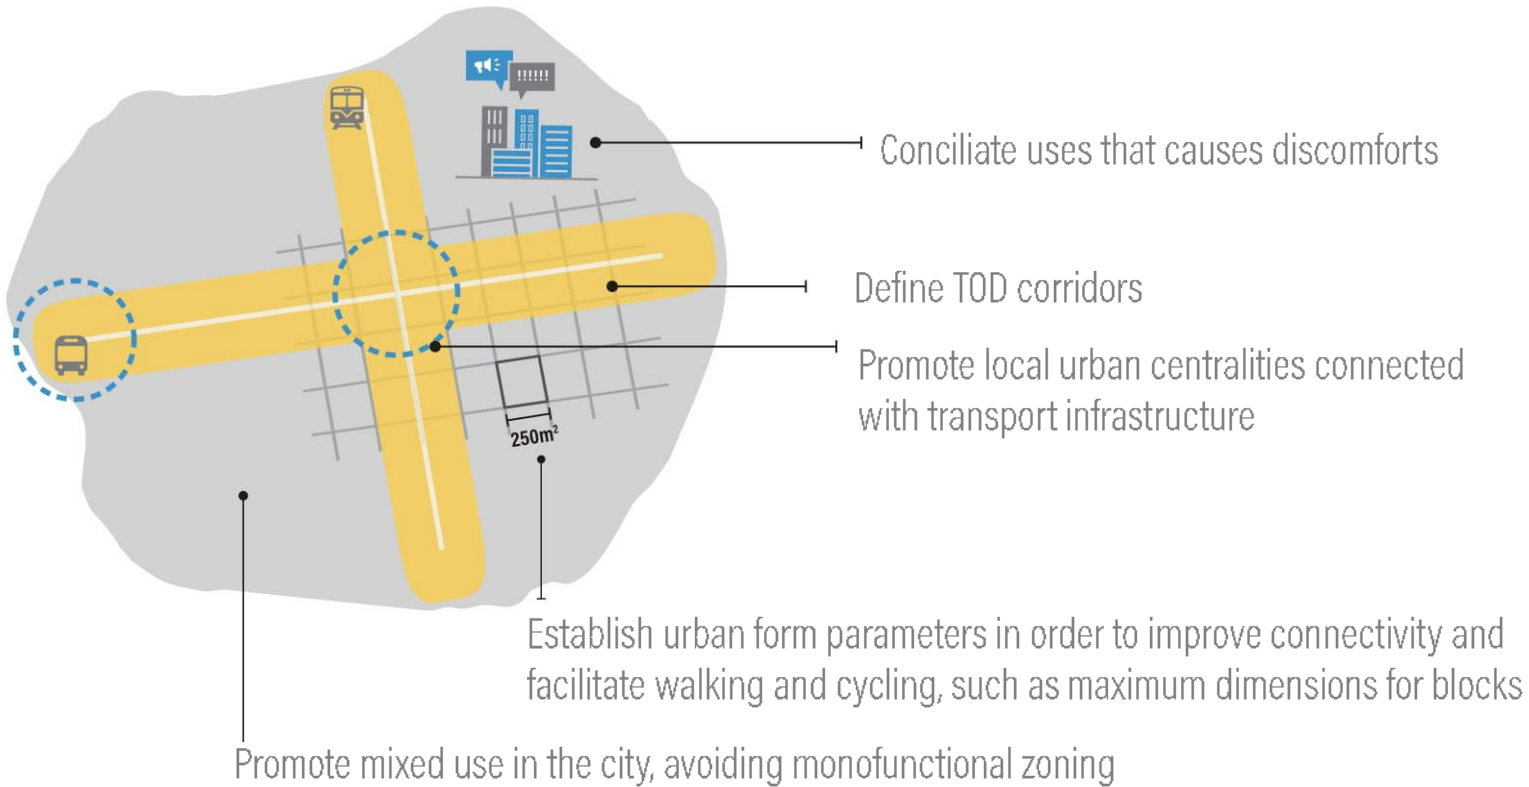 !!!!!!
Conciliate uses that causes discomforts
Define TOD corridors
Promote local urban centralities connected
with transport infrastructure
250m²
Establish urban form parameters in order to improve connectivity and
facilitate walking and cycling, such as maximum dimensions for blocks
Promote mixed use in the city, avoiding monofunctional zoning